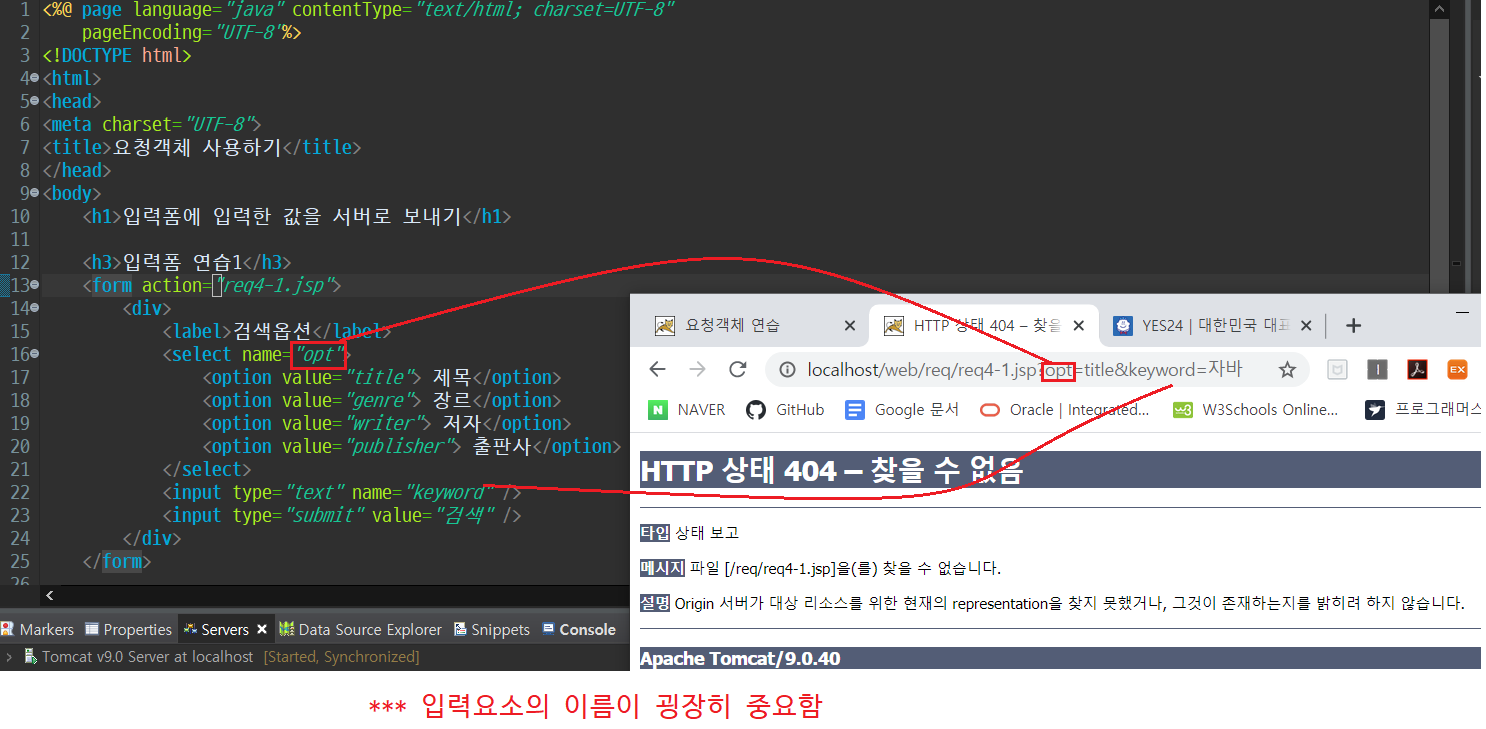 1 <%@ page language="java" contentType="text/html; charset=UTF-8"
2 pageEncoding="UTF-8"%>
3 <!DOCTYPE html>
4 <html>
5 <head>
6 <meta charset="UTF-8">
7 <title>요청객체 사용하기</title>
8 </head>
9 <body>
10 <h1>입력폼에 입력한 값을 서버로 보내기</h1>
11
12 <h3>입력폼 연습1</h3>
13 <form action="req4-1.jsp">
14 <div>
15 <label>검색옵션</label>
16 <select name="opt">
17 <option value="title"> 제목</option>
18 <option value="genre"> 장르</option>
19 <option value="writer"> 저자</option>
20 <option value="publisher"> 출판사</option>
21 </select>
22 <input type="text" name="keyword" />
23 <input type="submit" value="검색" />
24 </div>
25 </form>
26
Markers Properties Servers Data Source Explorer Snippets Console
Tomcat v9.0 Server at localhost [Started, Synchronized]
요청객체 연습 HTTP 상태 404 – 찾을 YES24 | 대한민국 대표
localhost/web/req/req4-1.jsp?opt=title&keyword=자바 EX
N NAVER GitHub Google 문서 Oracle | Integrated... w3 W3Schools Online... 프로그래머스
HTTP 상태 404 – 찾을 수 없음
타입 상태 보고
메시지 파일 [/req/req4-1.jsp]을(를) 찾을 수 없습니다.
설명 Origin 서버가 대상 리소스를 위한 현재의 representation을 찾지 못했거나, 그것이 존재하는지를 밝히려 하지 않습니다.
Apache Tomcat/9.0.40
*** 입력요소의 이름이 굉장히 중요함